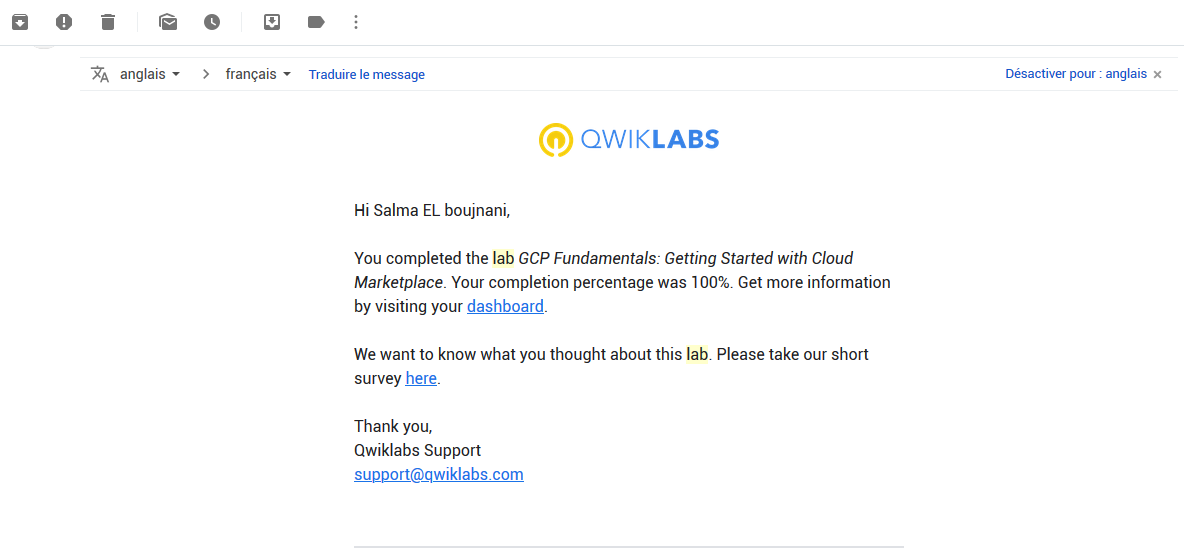 anglais français Traduire le message Désactiver pour : anglais
QWIKLABS
Hi Salma EL boujnani,
You completed the lab GCP Fundamentals: Getting Started with Cloud
Marketplace. Your completion percentage was 100%. Get more information
by visiting your dashboard.
We want to know what you thought about this lab. Please take our short
survey here.
Thank you,
Qwiklabs Support
support@qwiklabs.com